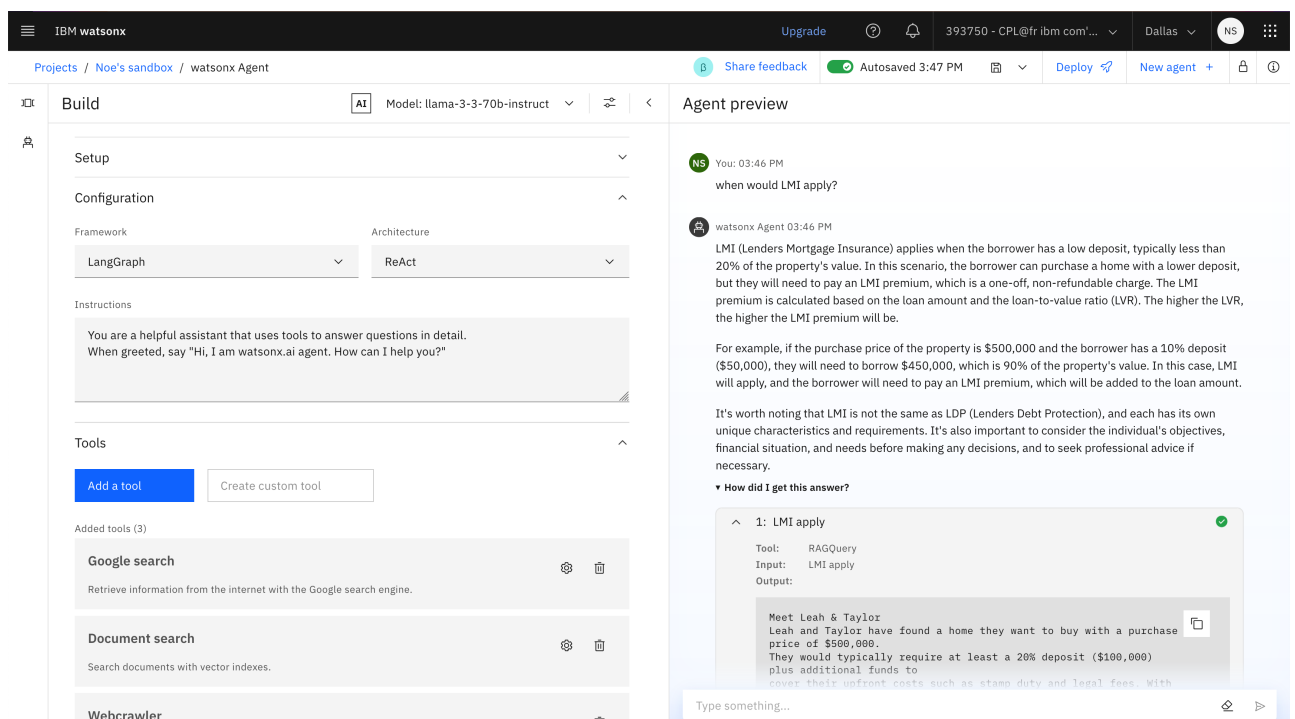 IBM watsonx
Upgrade
393750 - CPL@fr ibm com'...
Dallas
NS
Projects / Noe's sandbox / watsonx Agent
β
Share feedback
Autosaved 3:47 PM
Deploy
New agent +
Build
AI
Model: llama-3-3-70b-instruct
Setup
Configuration
Framework
Architecture
LangGraph
ReAct
Instructions
You are a helpful assistant that uses tools to answer questions in detail.
When greeted, say "Hi, I am watsonx.ai agent. How can I help you?"
Tools
Add a tool
Create custom tool
Added tools (3)
Google search
Retrieve information from the internet with the Google search engine.
Document search
Search documents with vector indexes.
Webcrawler
Agent preview
NS
You: 03:46 PM
when would LMI apply?
watsonx Agent 03:46 PM
LMI (Lenders Mortgage Insurance) applies when the borrower has a low deposit, typically less than
20% of the property's value. In this scenario, the borrower can purchase a home with a lower deposit,
but they will need to pay an LMI premium, which is a one-off, non-refundable charge. The LMI
premium is calculated based on the loan amount and the loan-to-value ratio (LVR). The higher the LVR,
the higher the LMI premium will be.
For example, if the purchase price of the property is $500,000 and the borrower has a 10% deposit
($50,000), they will need to borrow $450,000, which is 90% of the property's value. In this case, LMI
will apply, and the borrower will need to pay an LMI premium, which will be added to the loan amount.
It's worth noting that LMI is not the same as LDP (Lenders Debt Protection), and each has its own
unique characteristics and requirements. It's also important to consider the individual's objectives,
financial situation, and needs before making any decisions, and to seek professional advice if
necessary.
How did I get this answer?
1: LMI apply
Tool: RAGQuery
Input: LMI apply
Output:
Meet Leah & Taylor
Leah and Taylor have found a home they want to buy with a purchase
price of $500,000.
They would typically require at least a 20% deposit ($100,000)
plus additional funds to
cover their upfront costs such as stamp duty and legal fees. With
Type something...